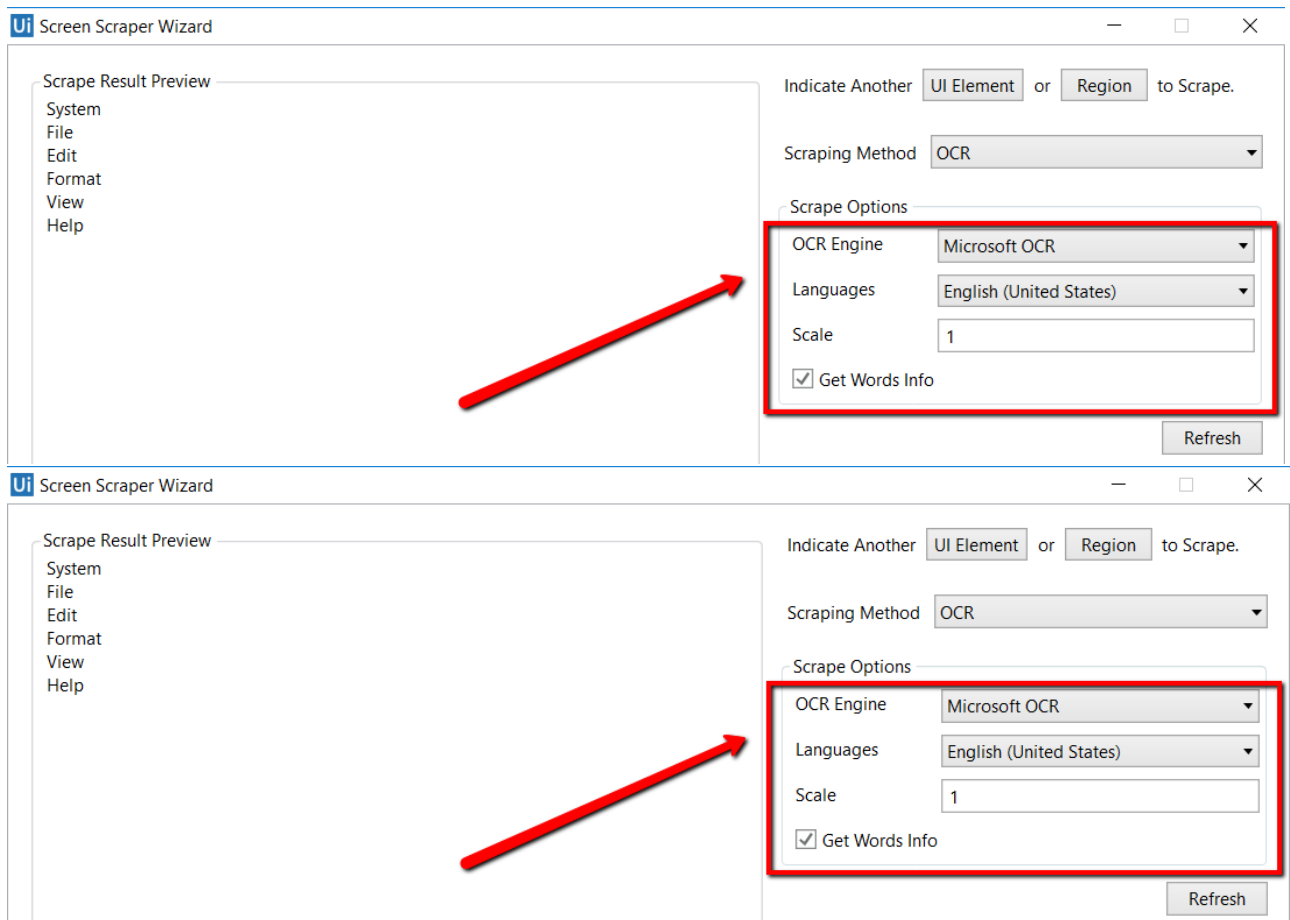 Ui Screen Scraper Wizard
Scrape Result Preview
System
File
Edit
Format
View
Help
Indicate Another UI Element or Region to Scrape.
Scraping Method OCR
Scrape Options
OCR Engine Microsoft OCR
Languages English (United States)
Scale 1
Get Words Info
Refresh
Ui Screen Scraper Wizard
Scrape Result Preview
System
File
Edit
Format
View
Help
Indicate Another UI Element or Region to Scrape.
Scraping Method OCR
Scrape Options
OCR Engine Microsoft OCR
Languages English (United States)
Scale 1
Get Words Info
Refresh